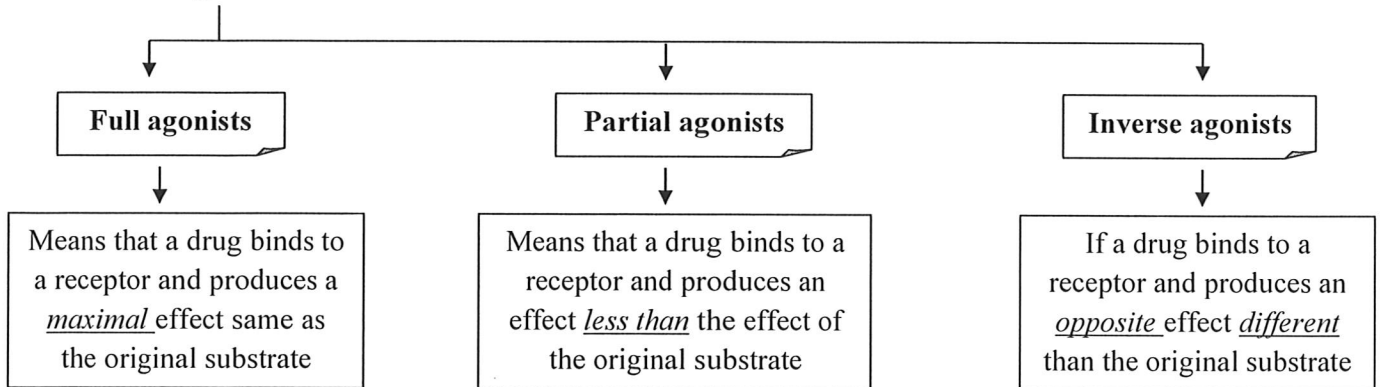 Full agonists
Partial agonists
Inverse agonists
Means that a drug binds to
a receptor and produces a
maximal effect same as
the original substrate
Means that a drug binds to a
receptor and produces an
effect less than the effect of
the original substrate
If a drug binds to a
receptor and produces an
opposite effect different
than the original substrate